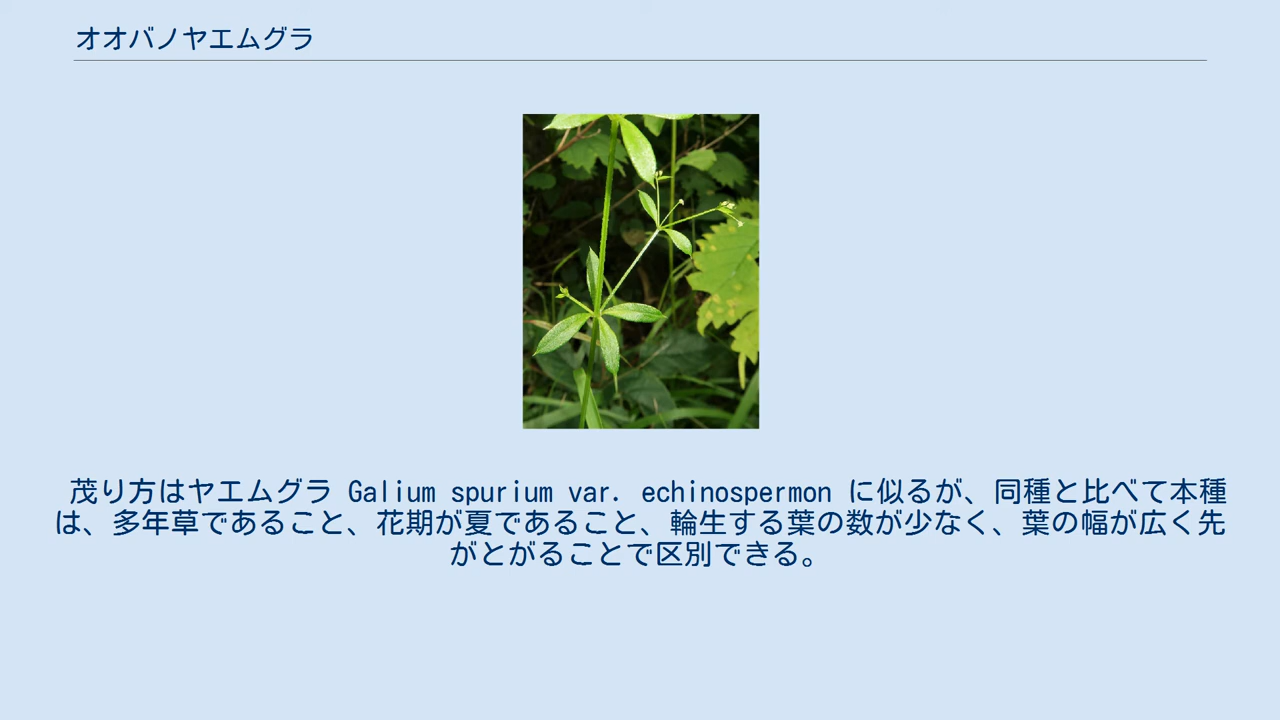 オオバノヤエムグラ
茂り方はヤエムグラ Galium spurium var. echinospermon に似るが、同種と比べて本種
は、多年草であること、花期が夏であること、輪生する葉の数が少なく、葉の幅が広く先
がとがることで区別できる。